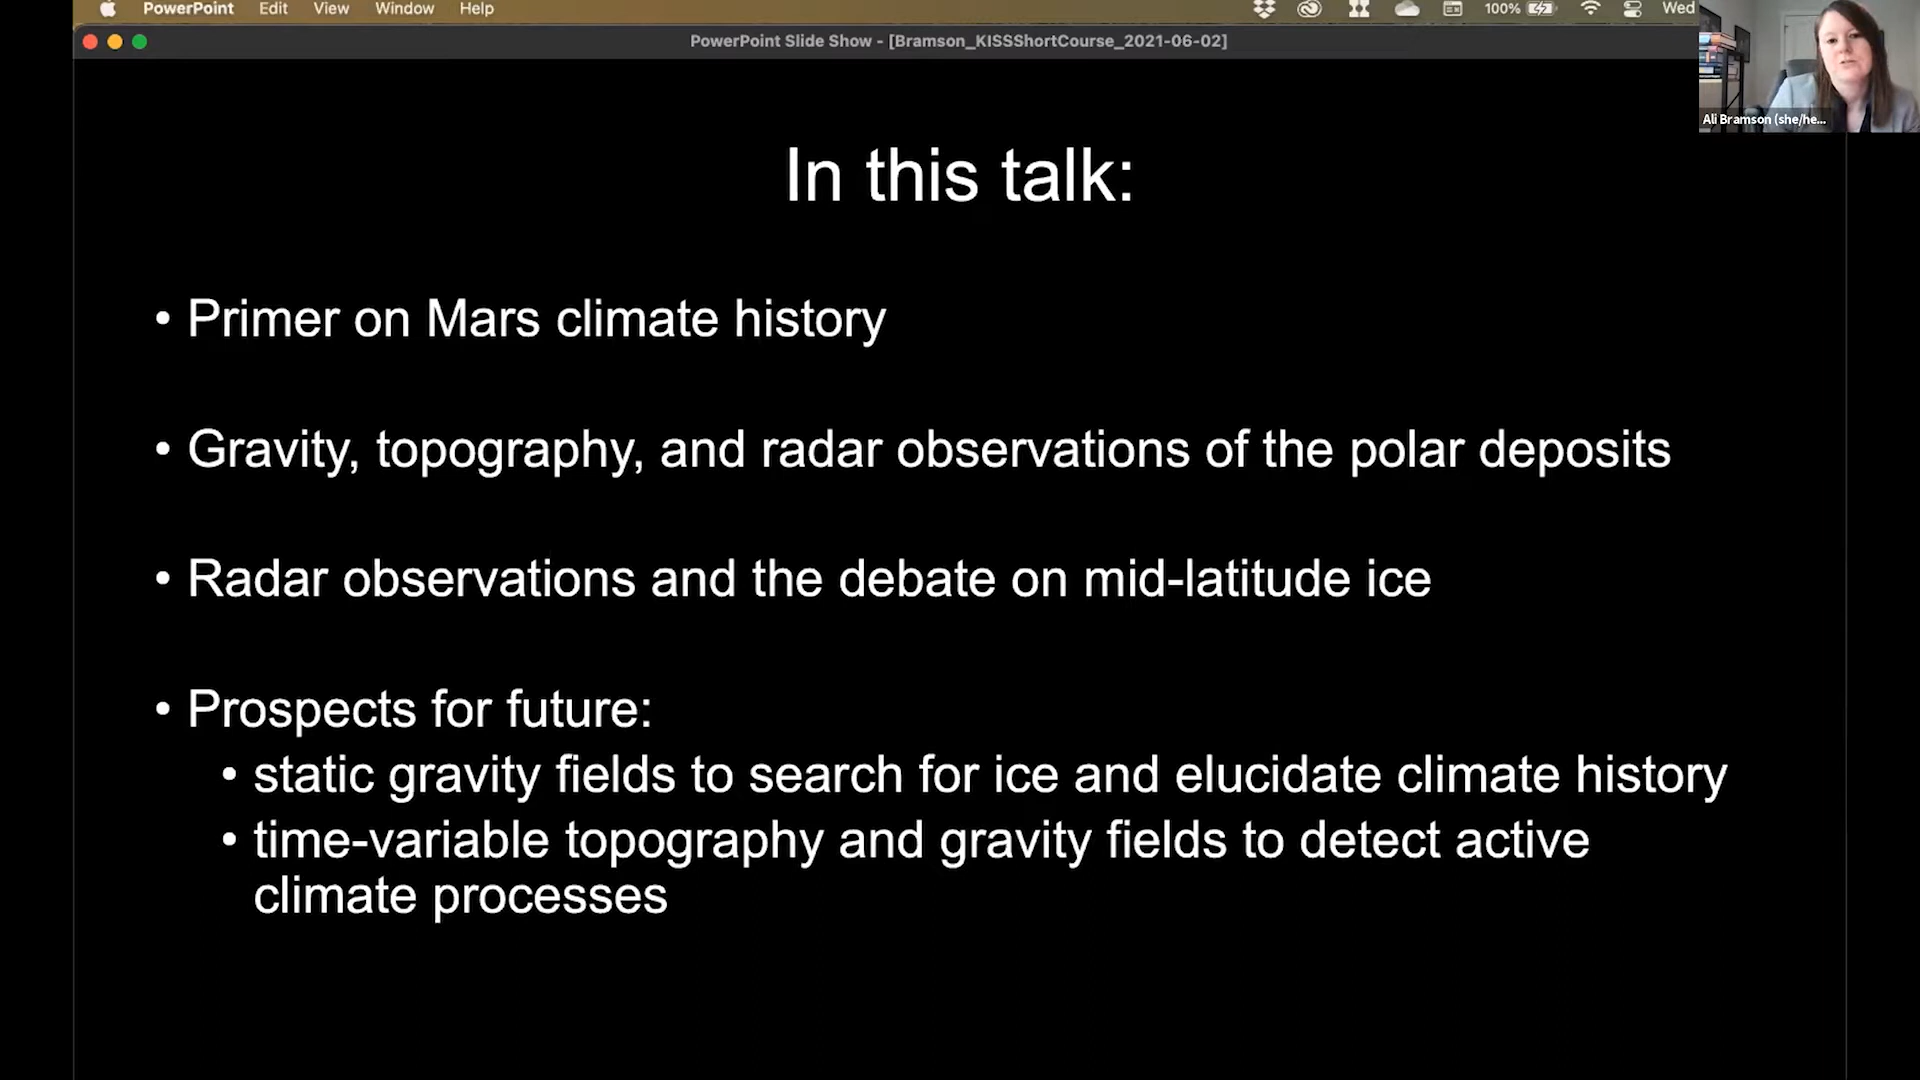 PowerPoint Edit View Window Help 100% Wed
PowerPoint Slide Show - [Bramson_KISSShortCourse_2021-06-02]
Ali Bramson (she/he...
In this talk:
• Primer on Mars climate history
• Gravity, topography, and radar observations of the polar deposits
• Radar observations and the debate on mid-latitude ice
• Prospects for future:
• static gravity fields to search for ice and elucidate climate history
• time-variable topography and gravity fields to detect active
climate processes